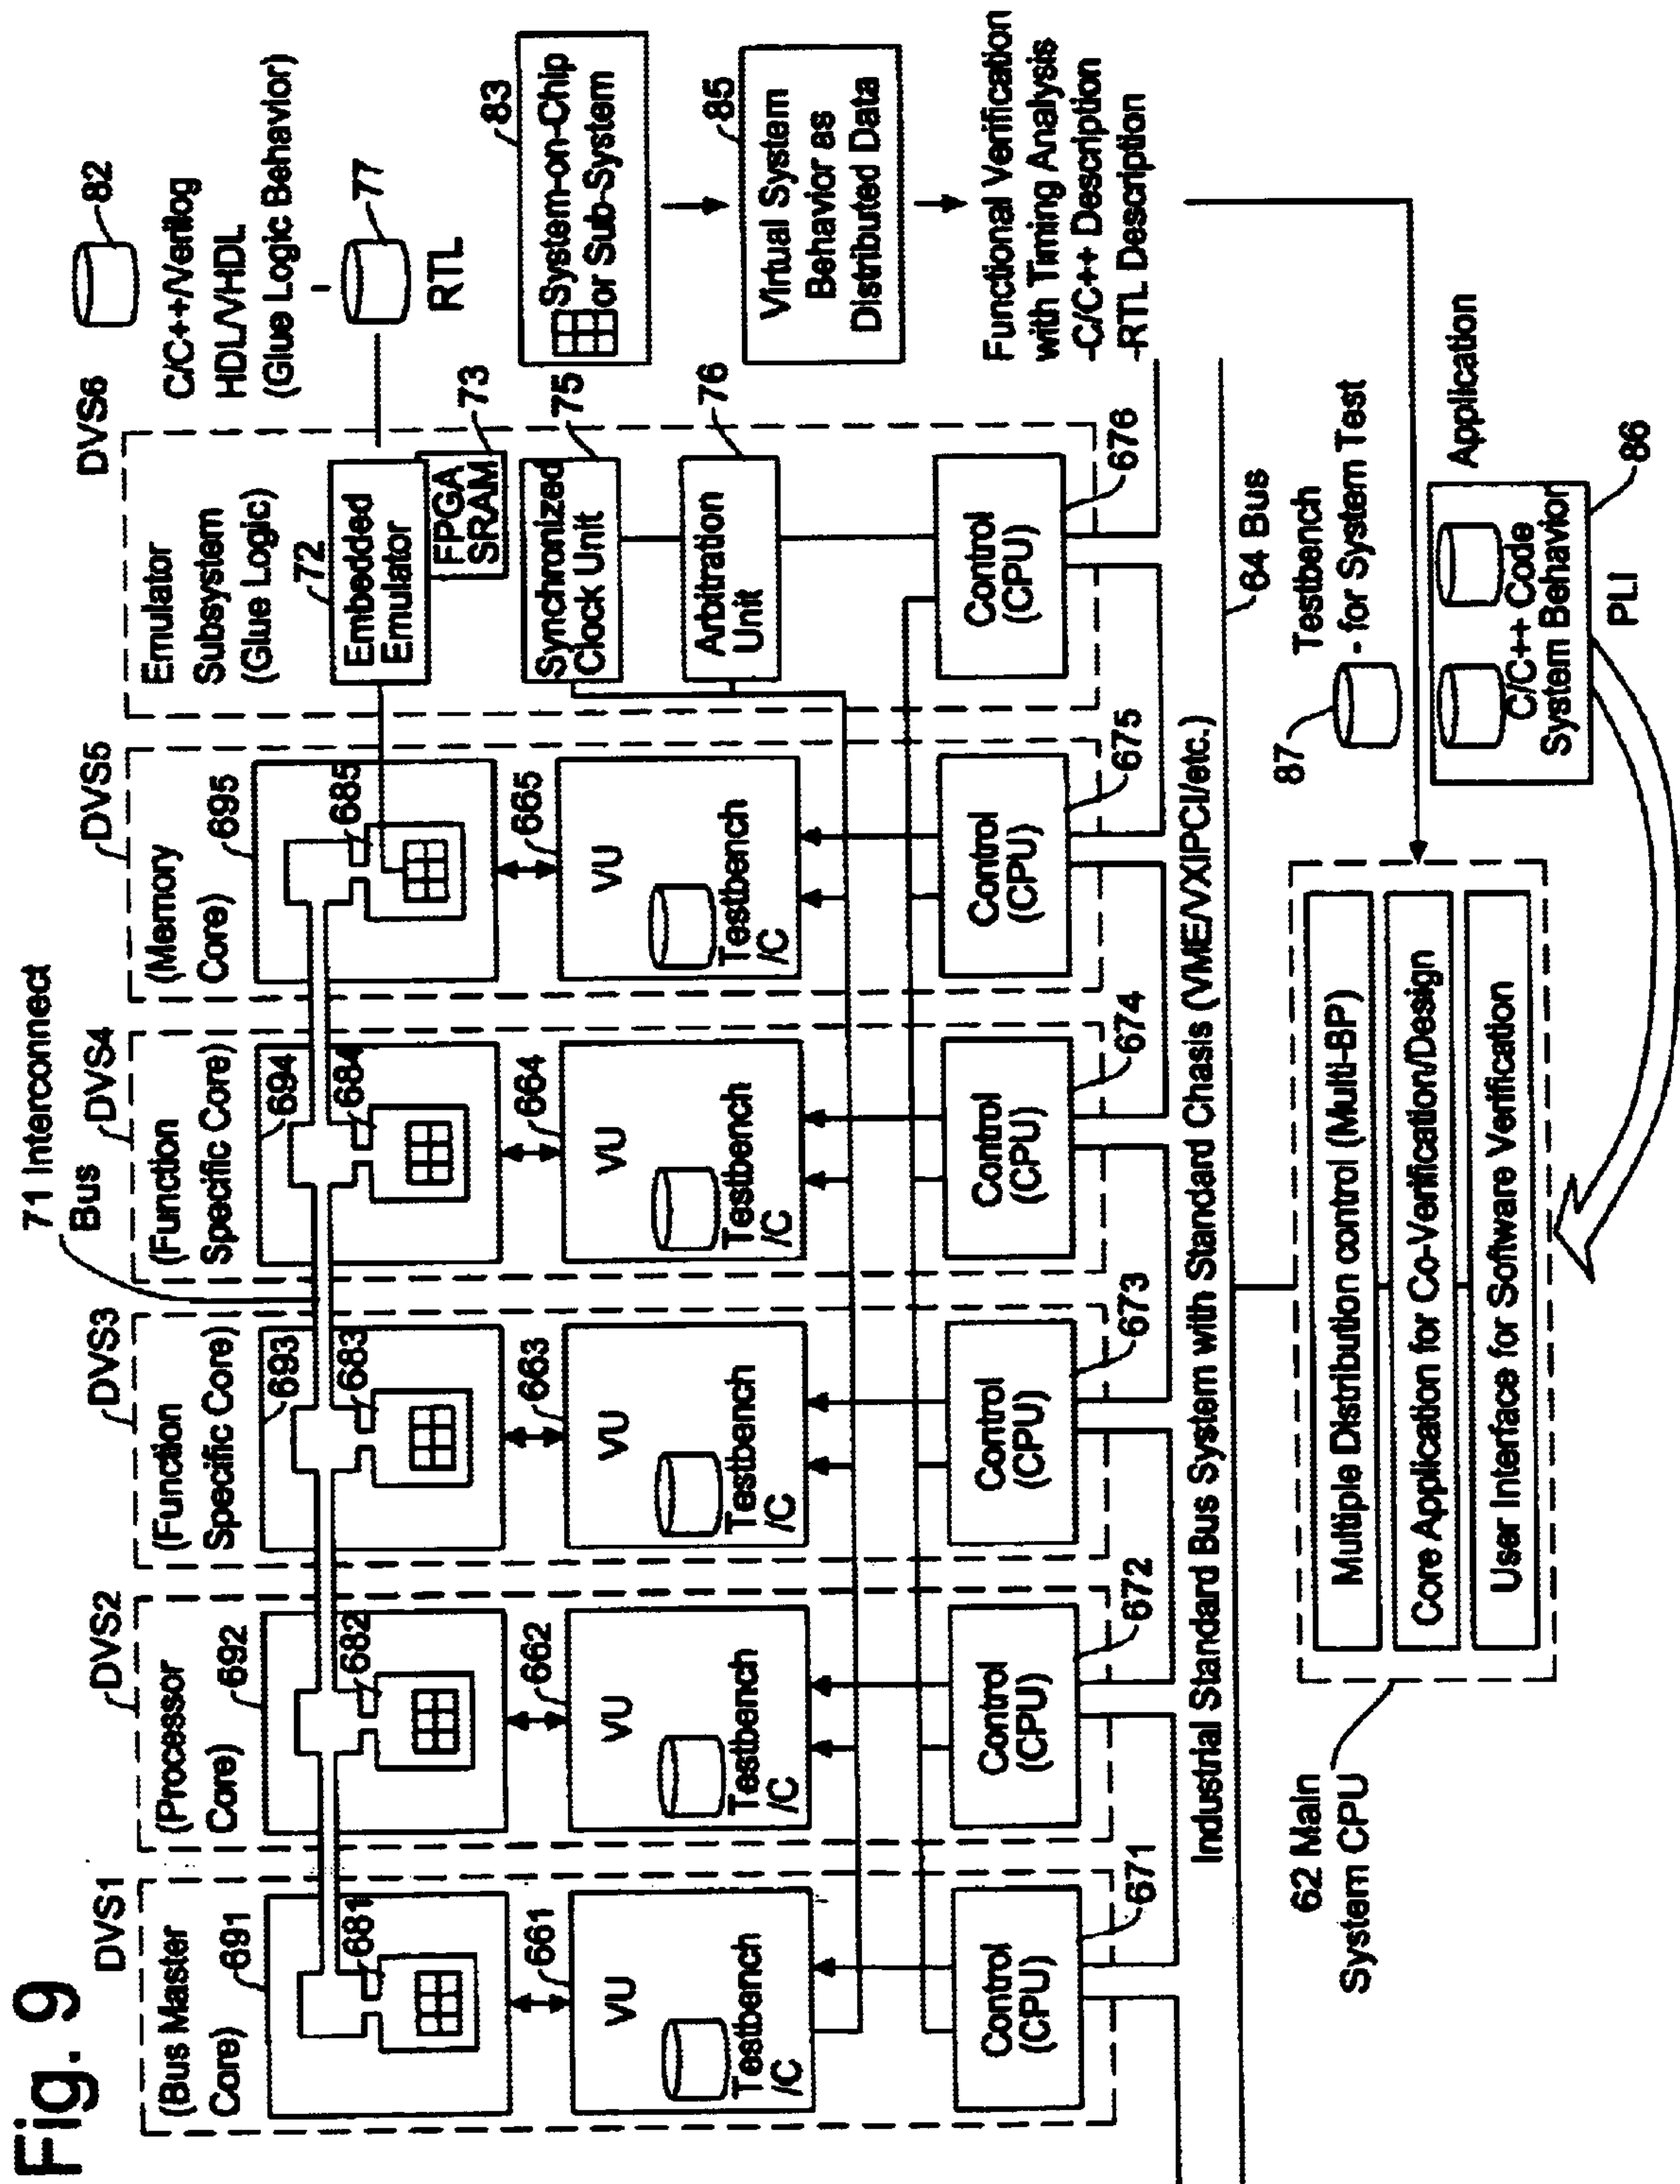 Fig. 9
71 Interconnect
Bus
DVS1
DVS2
DVS3
DVS4
DVS5
DVS6
(Bus Master
Core)
691
681
661
VU
Testbench
/C
Control
(CPU)
671
(Processor
Core)
692
682
662
VU
Testbench
/C
Control
(CPU)
672
(Function
Specific Core)
693
683
663
VU
Testbench
/C
Control
(CPU)
673
(Function
Specific Core)
694
684
664
VU
Testbench
/C
Control
(CPU)
674
(Memory
Core)
695
685
665
VU
Testbench
/C
Control
(CPU)
675
Emulator
Subsystem
(Glue Logic)
72
Embedded
Emulator
FPGA
SRAM
73
Synchronized
Clock Unit
75
Arbitration
Unit
76
Control
(CPU)
676
82
C/C++/Verilog
HDL/VHDL
(Glue Logic Behavior)
77
RTL
83
System-on-Chip
or Sub-System
85
Virtual System
Behavior as
Distributed Data
Functional Verification
with Timing Analysis
-C/C++ Description
-RTL Description
Industrial Standard Bus System with Standard Chasis (VME/VXIPCI/etc.)
64 Bus
62 Main
System CPU
Multiple Distribution control (Multi-BP)
Core Application for Co-Verification/Design
User Interface for Software Verification
87
Testbench
- for System Test
Application
C/C++ Code
System Behavior
86
PLI